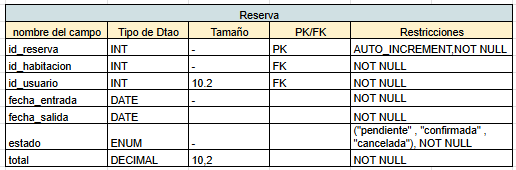 Reserva
nombre del campo Tipo de Dtao Tamaño PK/FK Restricciones
id_reserva INT - PK AUTO_INCREMENT,NOT NULL
id_habitacion INT - FK NOT NULL
id_usuario INT 10.2 FK NOT NULL
fecha_entrada DATE - NOT NULL
fecha_salida DATE NOT NULL
estado ENUM - ("pendiente" , "confirmada" ,
"cancelada"), NOT NULL
total DECIMAL 10,2 NOT NULL